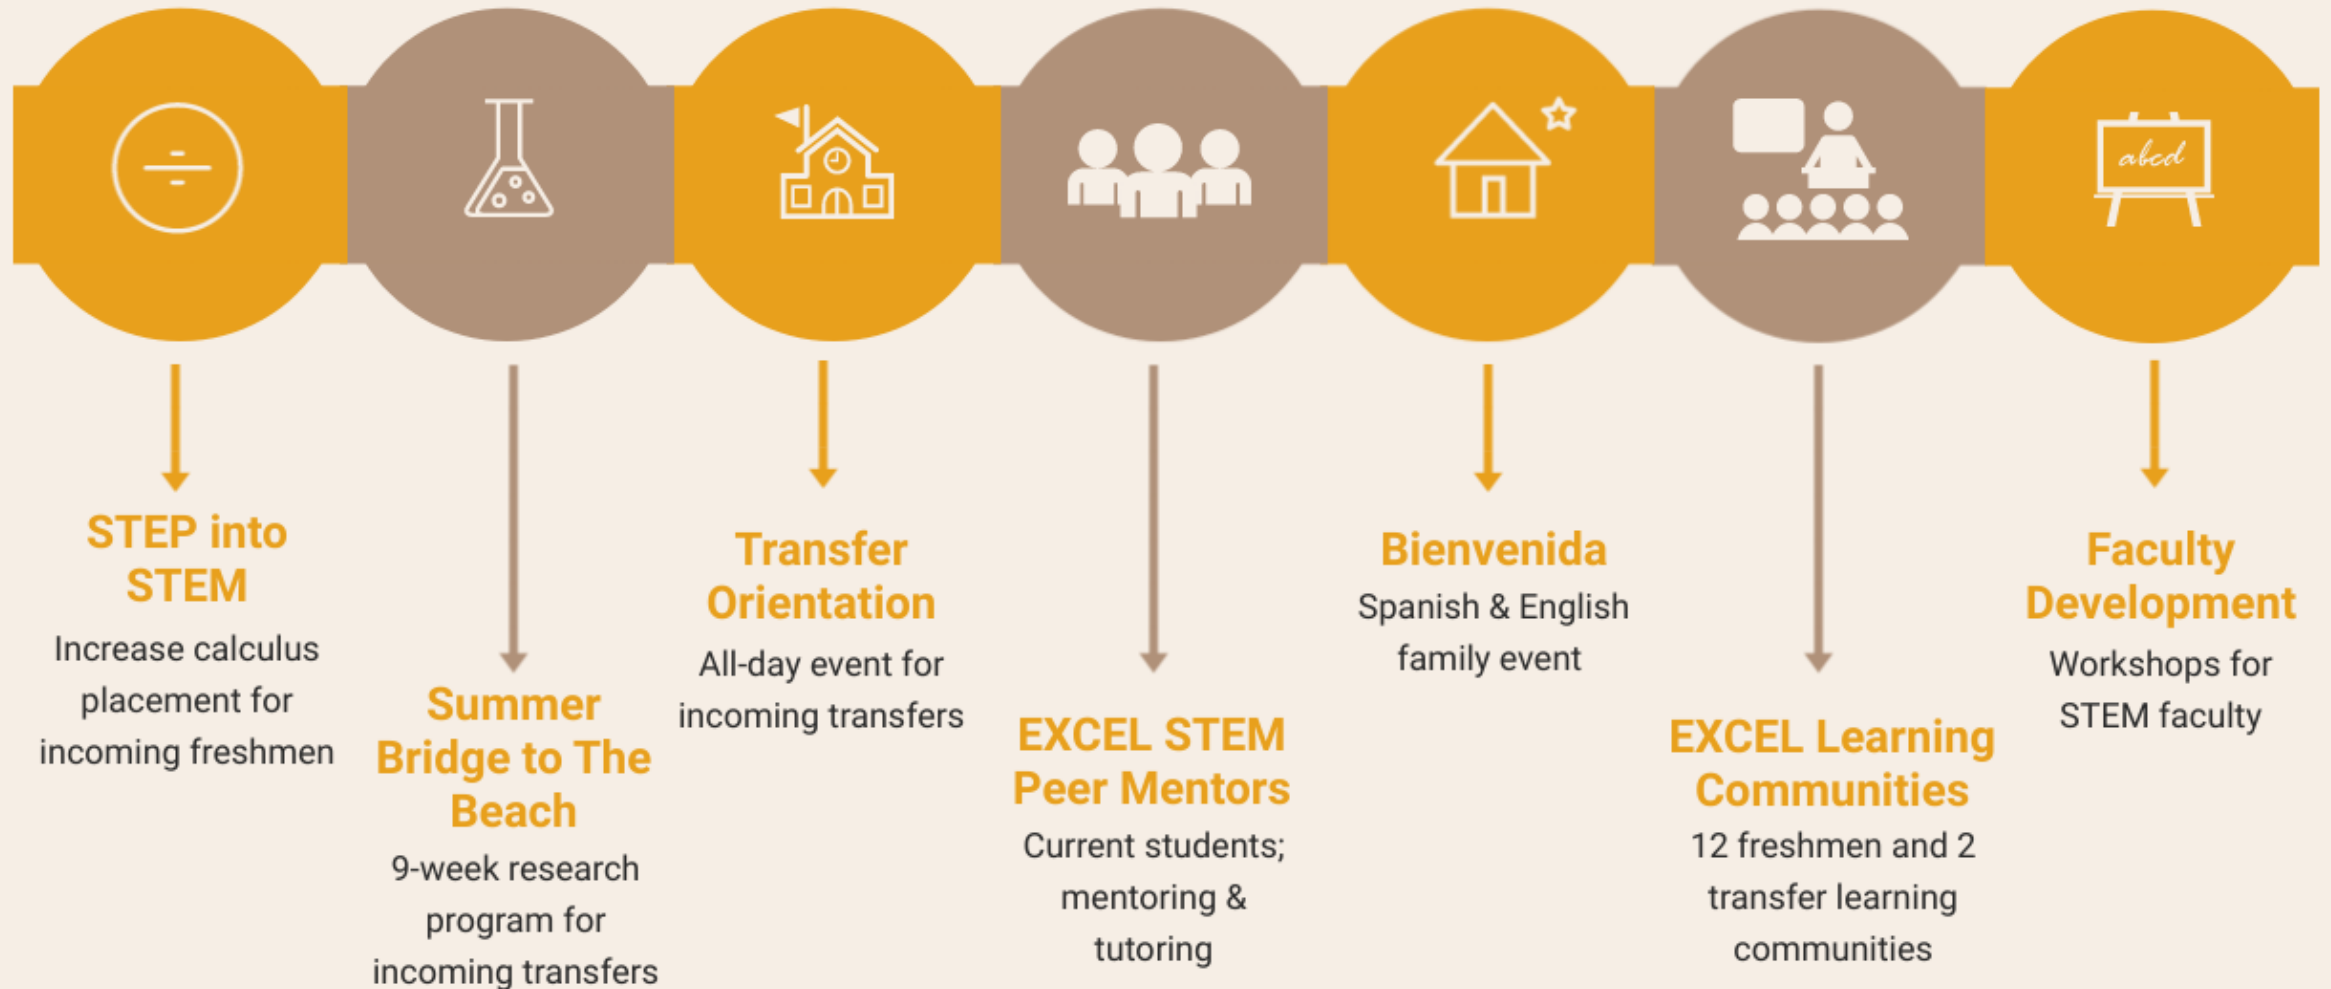 abcd
STEP into
STEM
Increase calculus
placement for
incoming freshmen
Summer
Bridge to The
Beach
9-week research
program for
incoming transfers
Transfer
Orientation
All-day event for
incoming transfers
EXCEL STEM
Peer Mentors
Current students;
mentoring &
tutoring
Bienvenida
Spanish & English
family event
EXCEL Learning
Communities
12 freshmen and 2
transfer learning
communities
Faculty
Development
Workshops for
STEM faculty